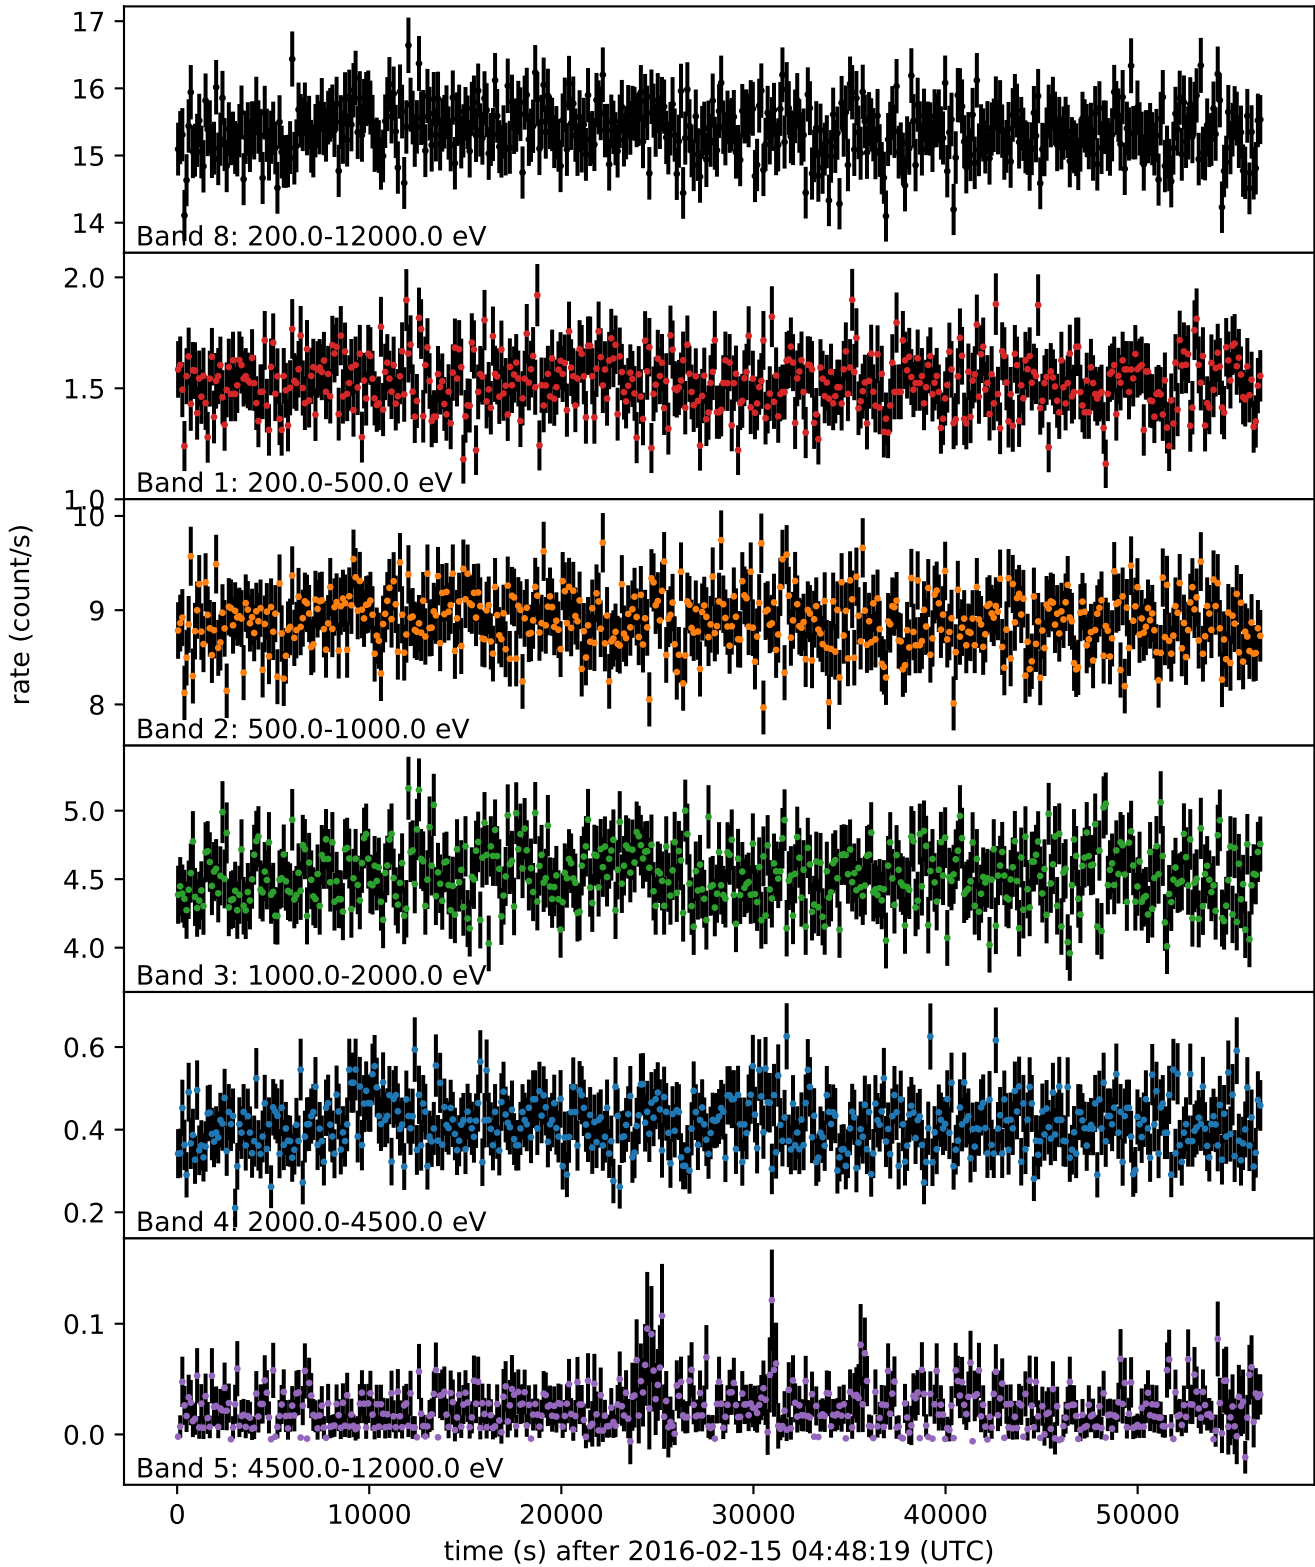 17
16
15
14
Band 8: 200.0-12000.0 eV
2.0
1.5
1.0
Band 1: 200.0-500.0 eV
10
9
8
Band 2: 500.0-1000.0 eV
rate (count/s)
5.0
4.5
4.0
Band 3: 1000.0-2000.0 eV
0.6
0.4
0.2
Band 4: 2000.0-4500.0 eV
0.1
0.0
Band 5: 4500.0-12000.0 eV
0 10000 20000 30000 40000 50000
time (s) after 2016-02-15 04:48:19 (UTC)